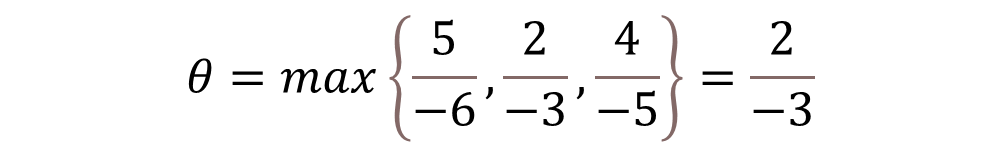 θ = max {5/−6, 2/−3, 4/−5} = 2/−3